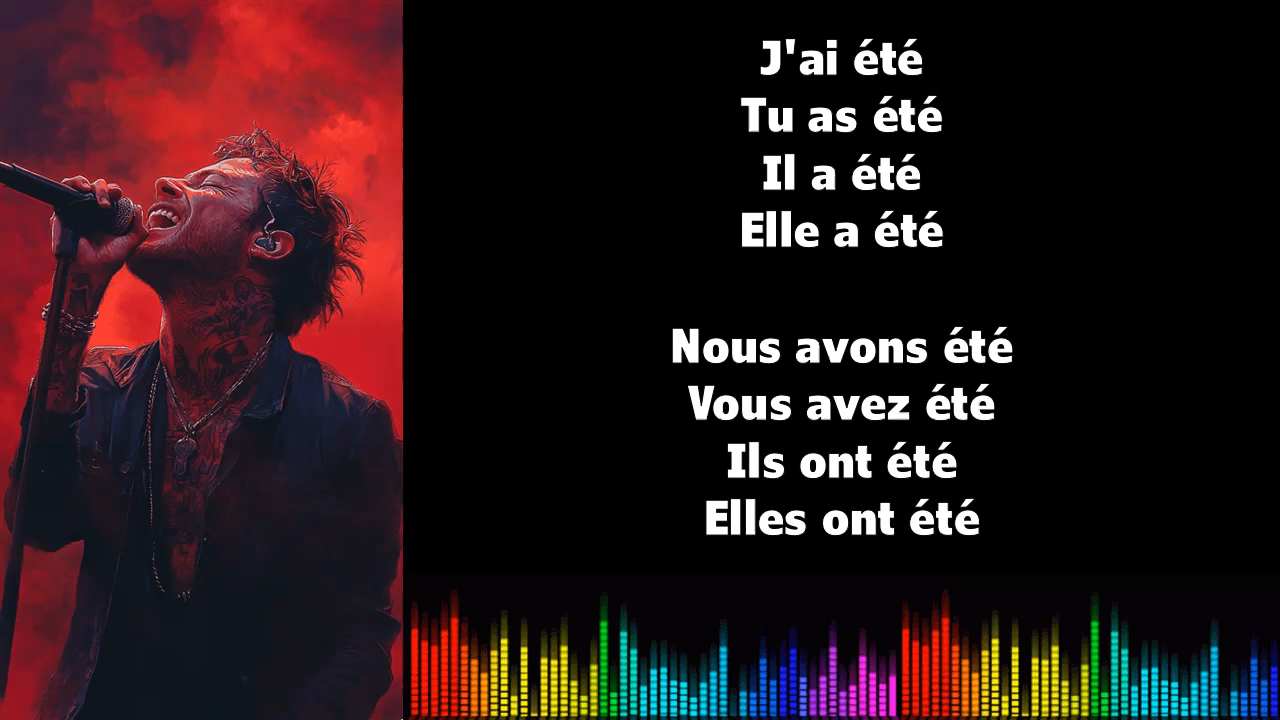 J'ai été
Tu as été
Il a été
Elle a été
Nous avons été
Vous avez été
Ils ont été
Elles ont été